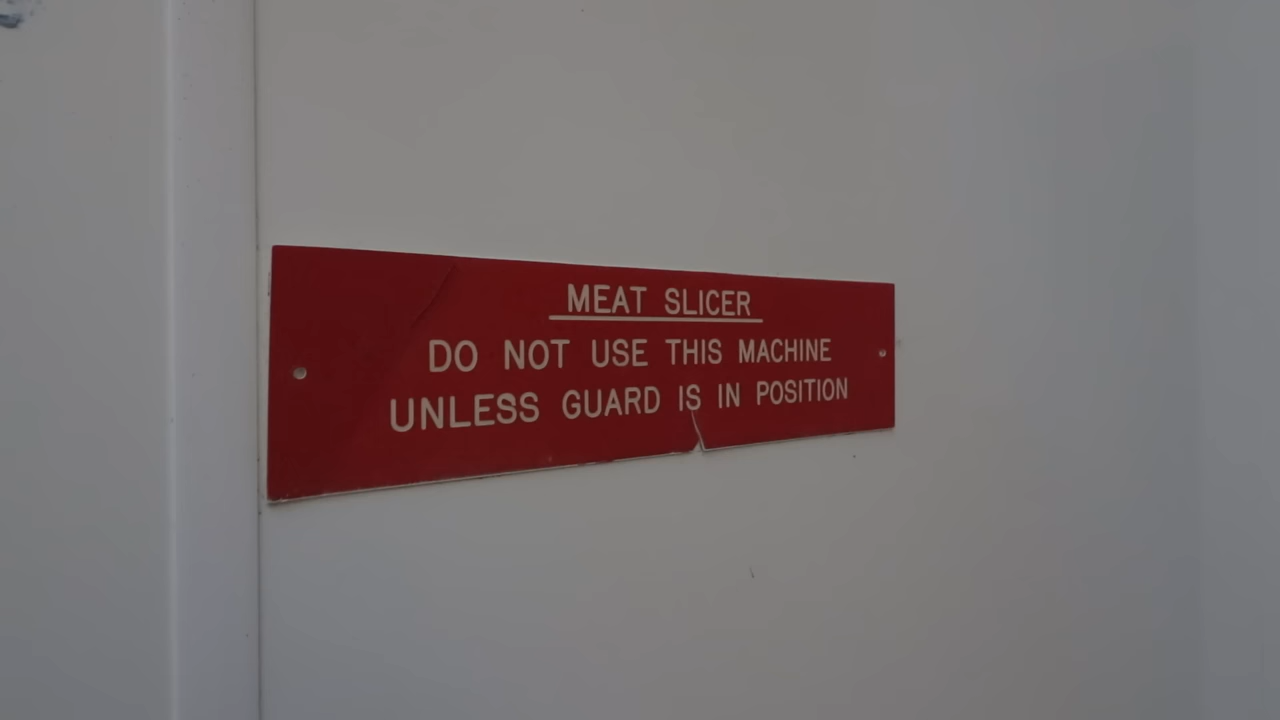 MEAT SLICER
DO NOT USE THIS MACHINE
UNLESS GUARD IS IN POSITION